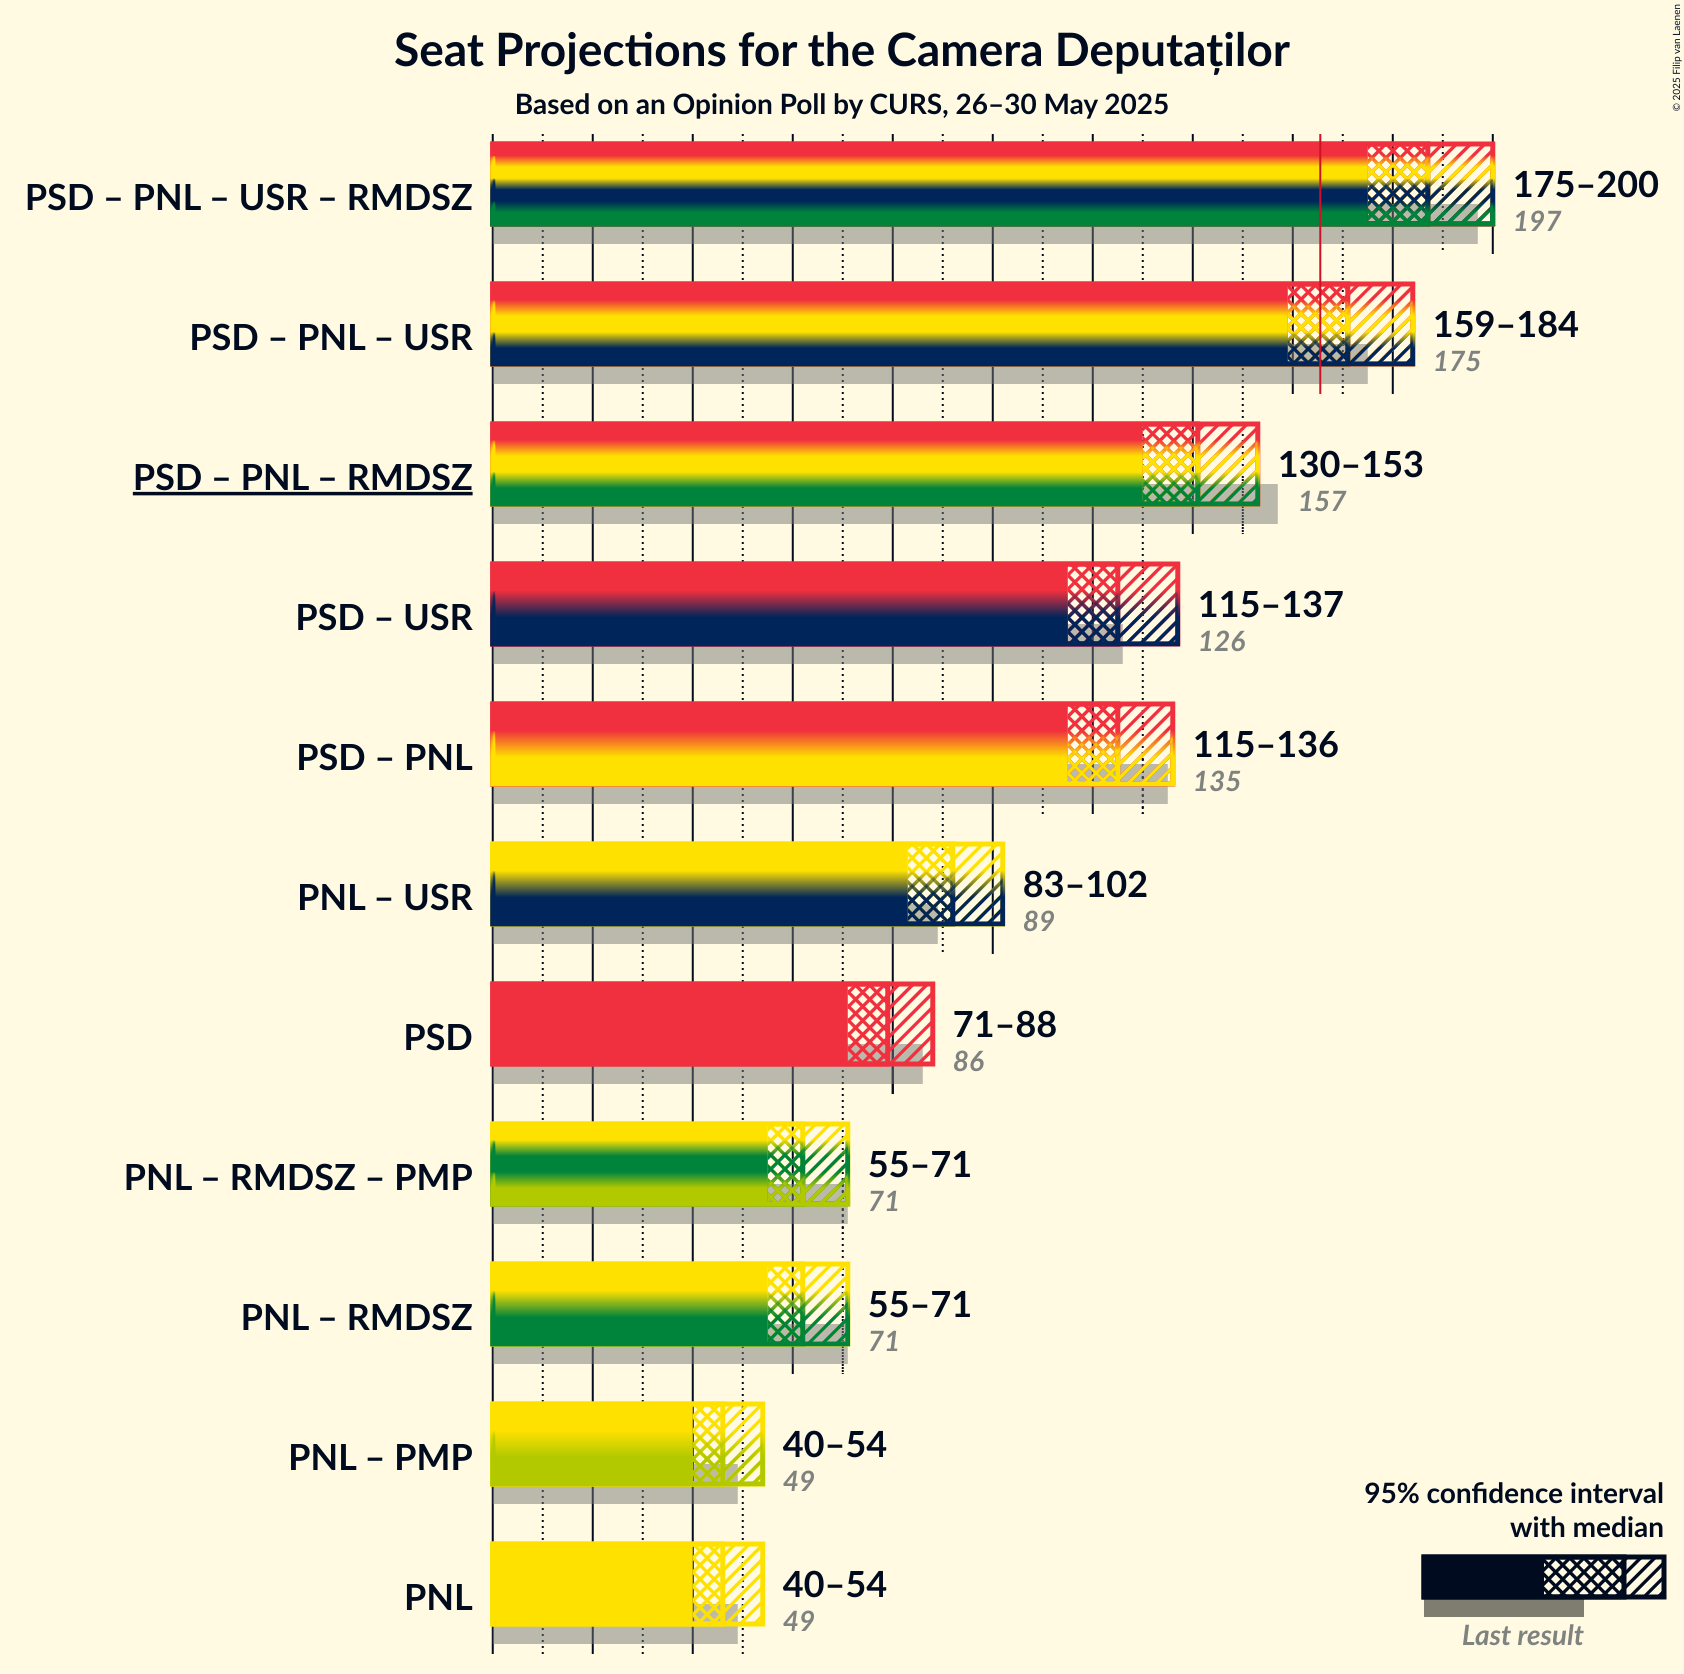 Seat Projections for the Camera Deputaților
Based on an Opinion Poll by CURS, 26–30 May 2025
© 2025 Filip van Laenen
PSD – PNL – USR – RMDSZ
175–200
197
PSD – PNL – USR
159–184
175
PSD – PNL – RMDSZ
130–153
157
PSD – USR
115–137
126
PSD – PNL
115–136
135
PNL – USR
83–102
89
PSD
71–88
86
PNL – RMDSZ – PMP
55–71
71
PNL – RMDSZ
55–71
71
PNL – PMP
40–54
49
PNL
40–54
49
95% confidence interval
with median
Last result